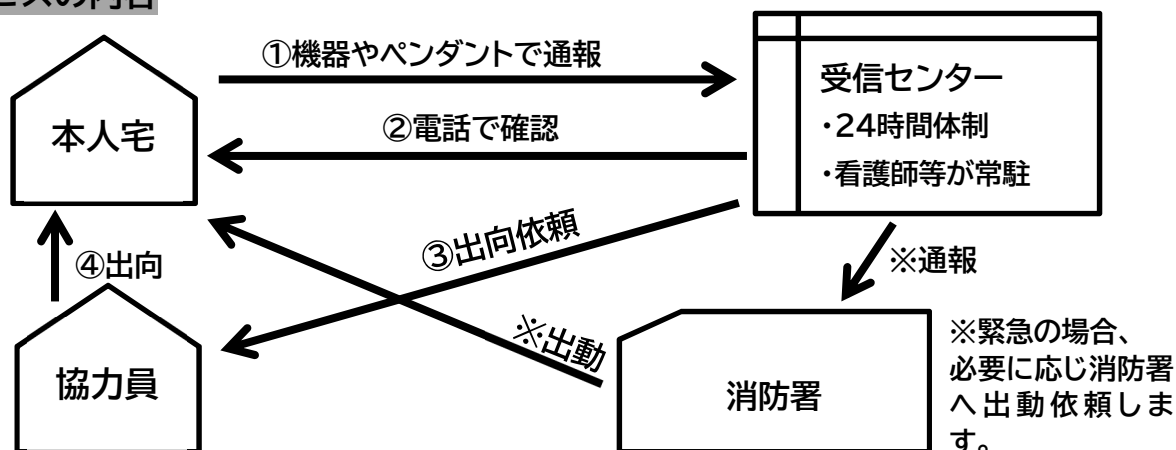 ①機器やペンダントで通報
受信センター
・24時間体制
・看護師等が常駐
本人宅
②電話で確認
③出向依頼
④出向
※通報
※出動
協力員
消防署
※緊急の場合、
必要に応じ消防署
へ出動依頼しま
す。